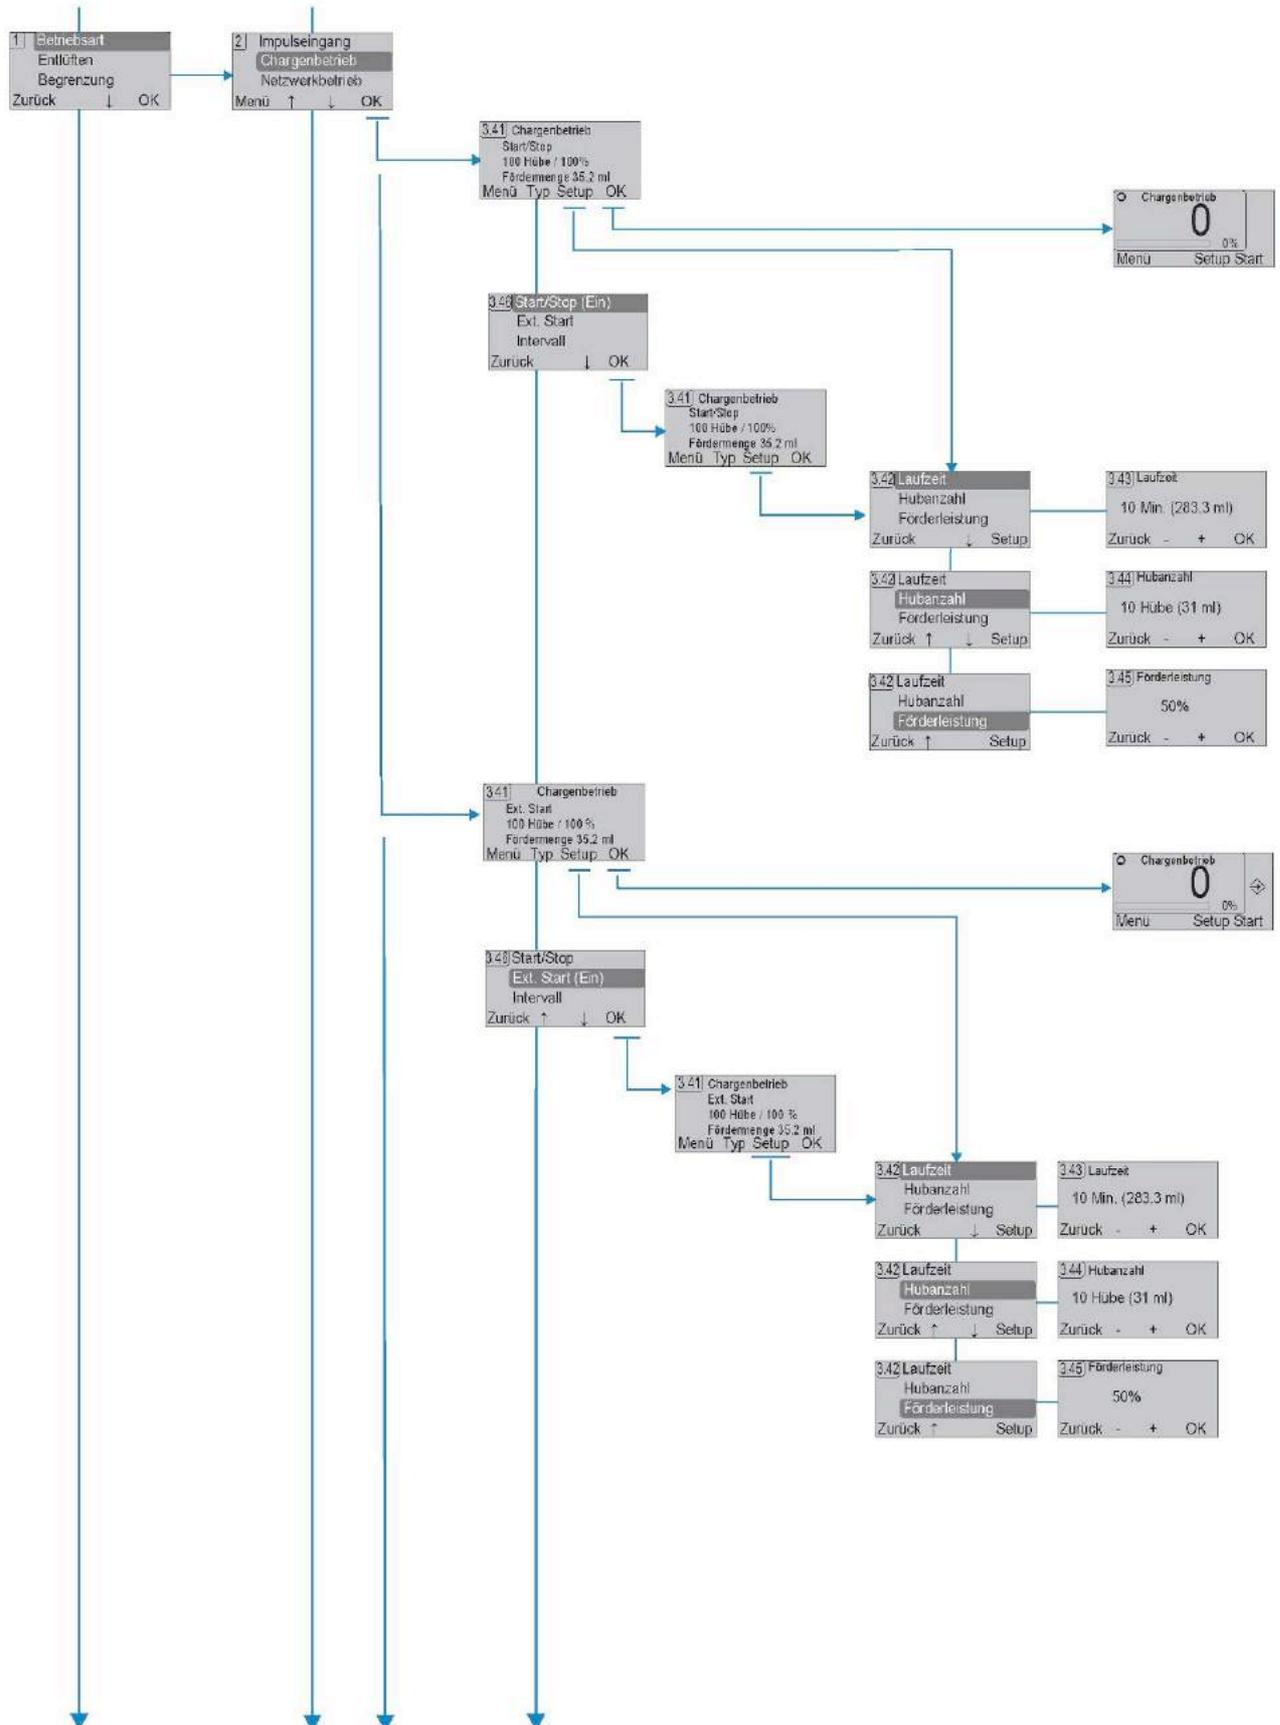 1 Betriebsart
Entlüften
Begrenzung
Zurück ↓ OK
2 Impulseingang
Chargenbetrieb
Netzwerkbetrieb
Menü ↑ ↓ OK
3.41 Chargenbetrieb
Start/Stop
100 Hübe / 100%
Fördermenge 35.2 ml
Menü Typ Setup OK
Chargenbetrieb
0
0%
Menü Setup Start
3.46 Start/Stop (Ein)
Ext. Start
Intervall
Zurück ↓ OK
3.41 Chargenbetrieb
Start/Stop
100 Hübe / 100%
Fördermenge 35.2 ml
Menü Typ Setup OK
3.42 Laufzeit
Hubanzahl
Förderleistung
Zurück ↓ Setup
3.43 Laufzeit
10 Min. (283.3 ml)
Zurück - + OK
3.42 Laufzeit
Hubanzahl
Förderleistung
Zurück ↑ ↓ Setup
3.44 Hubanzahl
10 Hübe (31 ml)
Zurück - + OK
3.42 Laufzeit
Hubanzahl
Förderleistung
Zurück ↑ Setup
3.45 Förderleistung
50%
Zurück - + OK
3.41 Chargenbetrieb
Ext. Start
100 Hübe / 100 %
Fördermenge 35.2 ml
Menü Typ Setup OK
Chargenbetrieb
0
0%
Menü Setup Start
3.46 Start/Stop
Ext. Start (Ein)
Intervall
Zurück ↑ ↓ OK
3.41 Chargenbetrieb
Ext. Start
100 Hübe / 100 %
Fördermenge 35.2 ml
Menü Typ Setup OK
3.42 Laufzeit
Hubanzahl
Förderleistung
Zurück ↓ Setup
3.43 Laufzeit
10 Min. (283.3 ml)
Zurück - + OK
3.42 Laufzeit
Hubanzahl
Förderleistung
Zurück ↑ ↓ Setup
3.44 Hubanzahl
10 Hübe (31 ml)
Zurück - + OK
3.42 Laufzeit
Hubanzahl
Förderleistung
Zurück ↑ Setup
3.45 Förderleistung
50%
Zurück - + OK